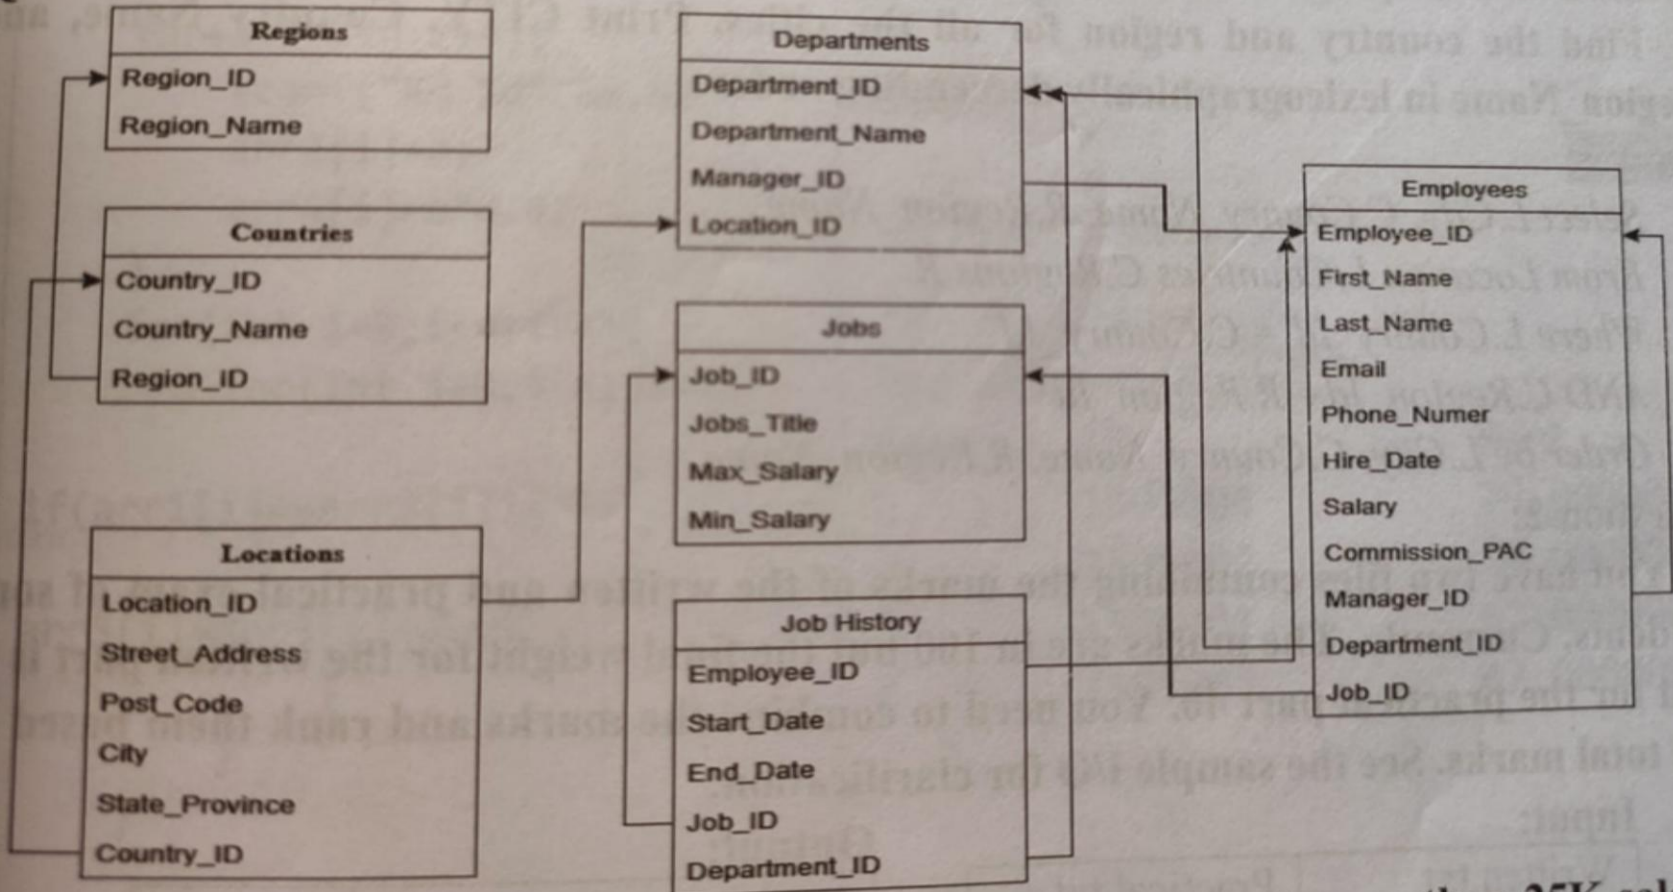 Regions
Region_ID
Region_Name
Countries
Country_ID
Country_Name
Region_ID
Locations
Location_ID
Street_Address
Post_Code
City
State_Province
Country_ID
Departments
Department_ID
Department_Name
Manager_ID
Location_ID
Jobs
Job_ID
Jobs_Title
Max_Salary
Min_Salary
Job History
Employee_ID
Start_Date
End_Date
Job_ID
Department_ID
Employees
Employee_ID
First_Name
Last_Name
Email
Phone_Numer
Hire_Date
Salary
Commission_PAC
Manager_ID
Department_ID
Job_ID
25K